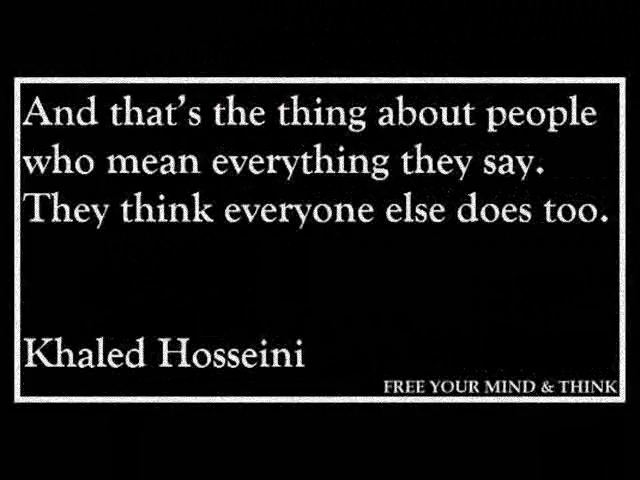 And that's the thing about people
who mean everything they say.
They think everyone else does too.
Khaled Hosseini
FREE YOUR MIND & THINK